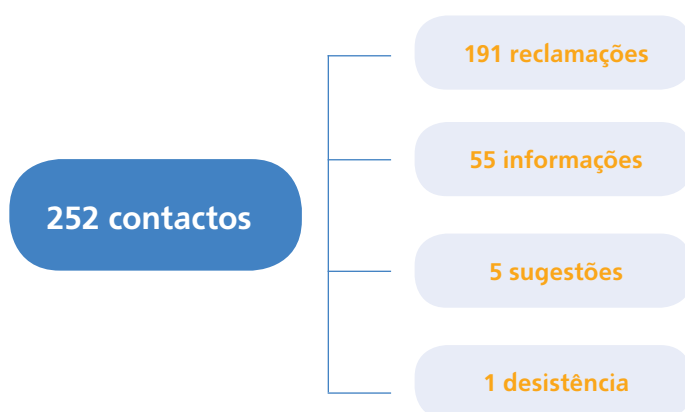 252 contactos
191 reclamações
55 informações
5 sugestões
1 desistência